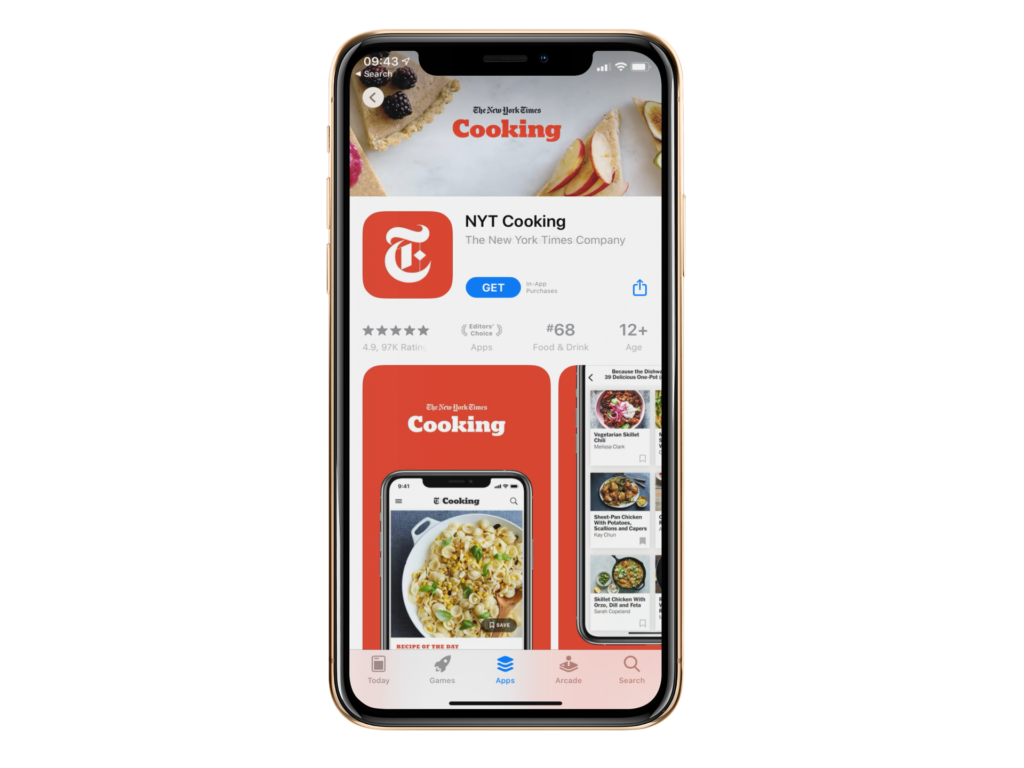 09:43
Search
The New York Times
Cooking
NYT Cooking
The New York Times Company
GET
In-App
Purchases
4.9, 97K Rating
Editors'
Choice
Apps
#68
Food & Drink
12+
Age
The New York Times
Cooking
9:41
T Cooking
SAVE
RECIPE OF THE DAY
Because the Dishw
39 Delicious One-Pot
Vegetarian Skillet
Chili
Melissa Clark
Sheet-Pan Chicken
With Potatoes,
Scallions and Capers
Kay Chun
Skillet Chicken With
Orzo, Dill and Feta
Sarah Copeland
Today
Games
Apps
Arcade
Search